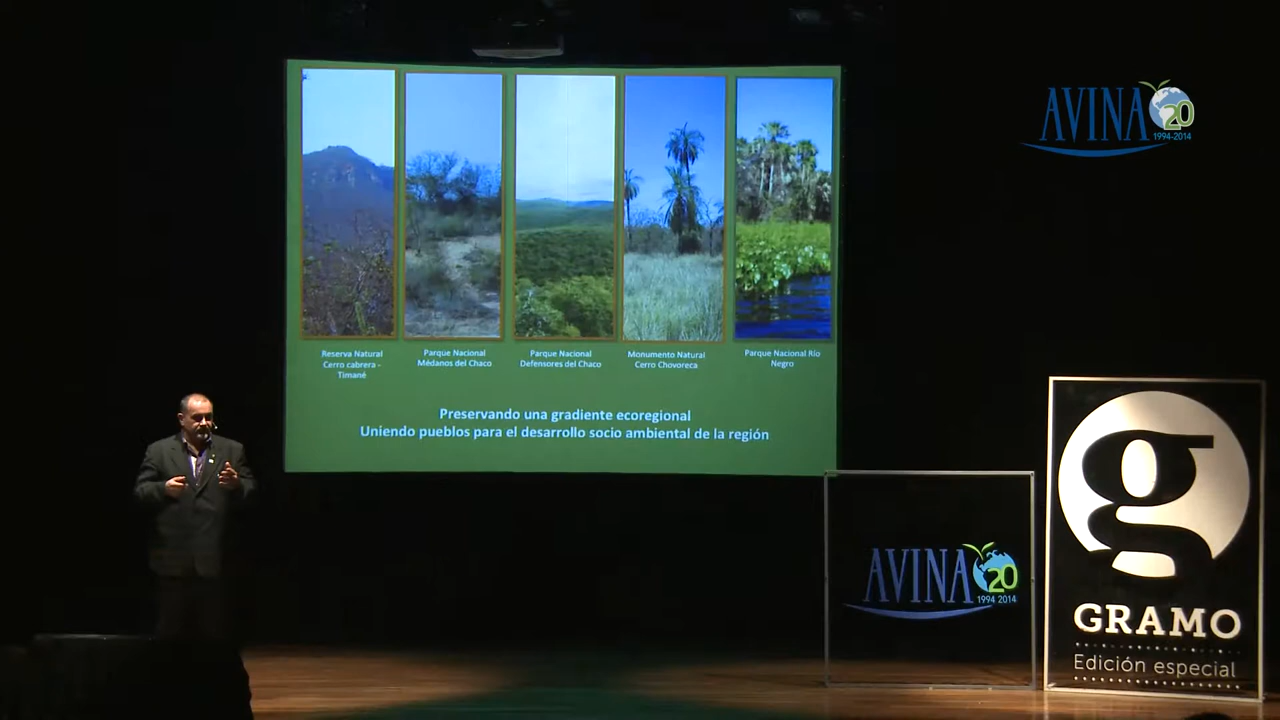 AVINA 20
1994-2014
Reserva Natural
Cerro cabrera -
Timané
Parque Nacional
Médanos del Chaco
Parque Nacional
Defensores del Chaco
Monumento Natural
Cerro Chovoreca
Parque Nacional Río
Negro
Preservando una gradiente ecoregional
Uniendo pueblos para el desarrollo socio ambiental de la región
AVINA 20
1994 2014
g
GRAMO
Edición especial